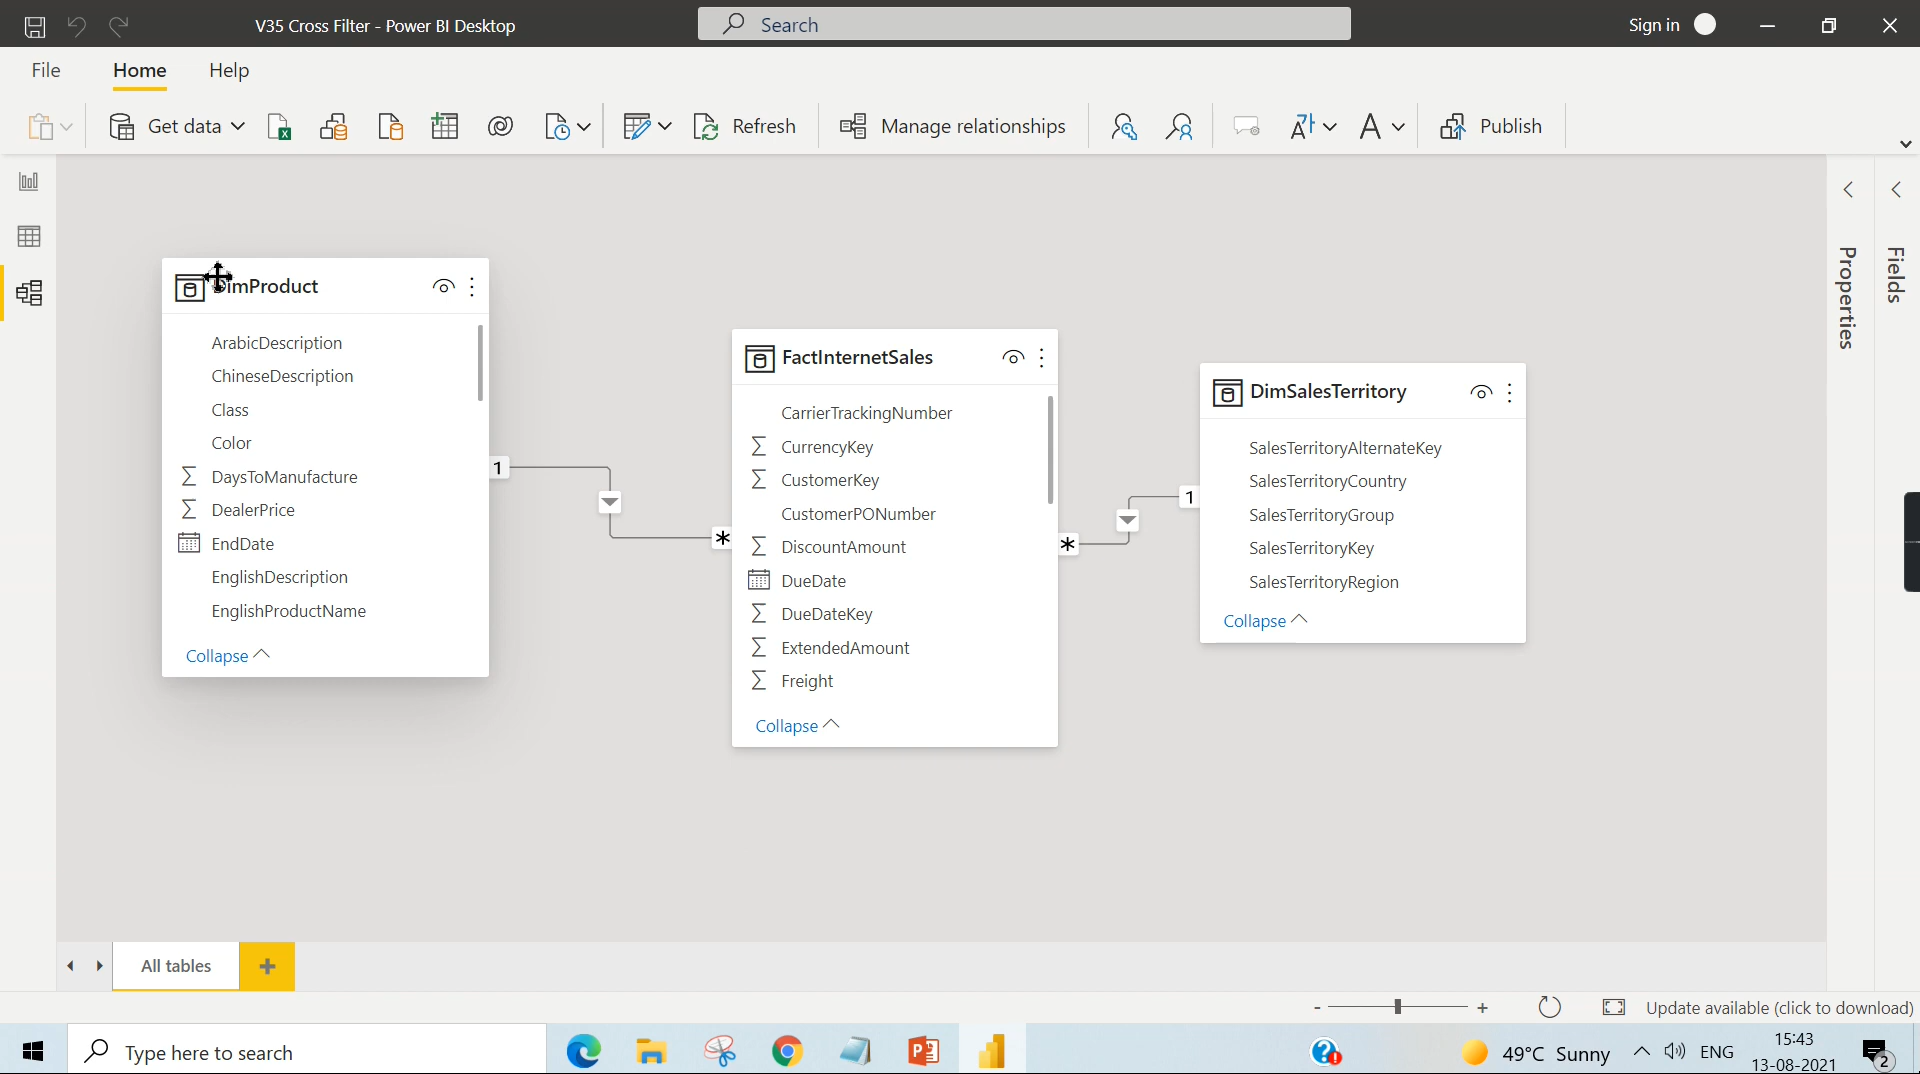 V35 Cross Filter - Power BI Desktop
Search
Sign in
File
Home
Help
Get data
Refresh
Manage relationships
Publish
DimProduct
ArabicDescription
ChineseDescription
Class
Color
DaysToManufacture
DealerPrice
EndDate
EnglishDescription
EnglishProductName
Collapse
1
*
FactInternetSales
CarrierTrackingNumber
CurrencyKey
CustomerKey
CustomerPONumber
DiscountAmount
DueDate
DueDateKey
ExtendedAmount
Freight
Collapse
*
1
DimSalesTerritory
SalesTerritoryAlternateKey
SalesTerritoryCountry
SalesTerritoryGroup
SalesTerritoryKey
SalesTerritoryRegion
Collapse
Properties
Fields
All tables
+
- +
Update available (click to download)
Type here to search
49°C Sunny
ENG
15:43
13-08-2021
2